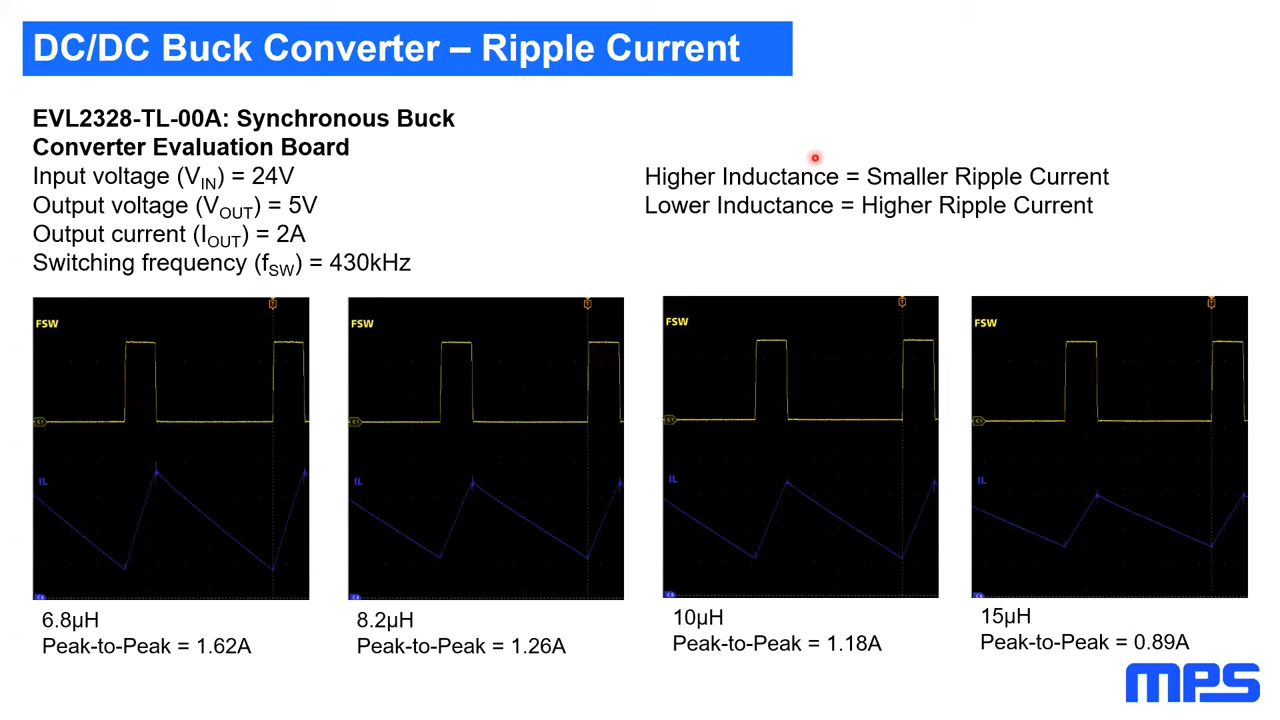 DC/DC Buck Converter – Ripple Current
EVL2328-TL-00A: Synchronous Buck
Converter Evaluation Board
Input voltage (VIN) = 24V
Output voltage (VOUT) = 5V
Output current (IOUT) = 2A
Switching frequency (fSW) = 430kHz
Higher Inductance = Smaller Ripple Current
Lower Inductance = Higher Ripple Current
FSW
IL
6.8µH
Peak-to-Peak = 1.62A
FSW
IL
8.2µH
Peak-to-Peak = 1.26A
FSW
IL
10µH
Peak-to-Peak = 1.18A
FSW
IL
15µH
Peak-to-Peak = 0.89A
mps